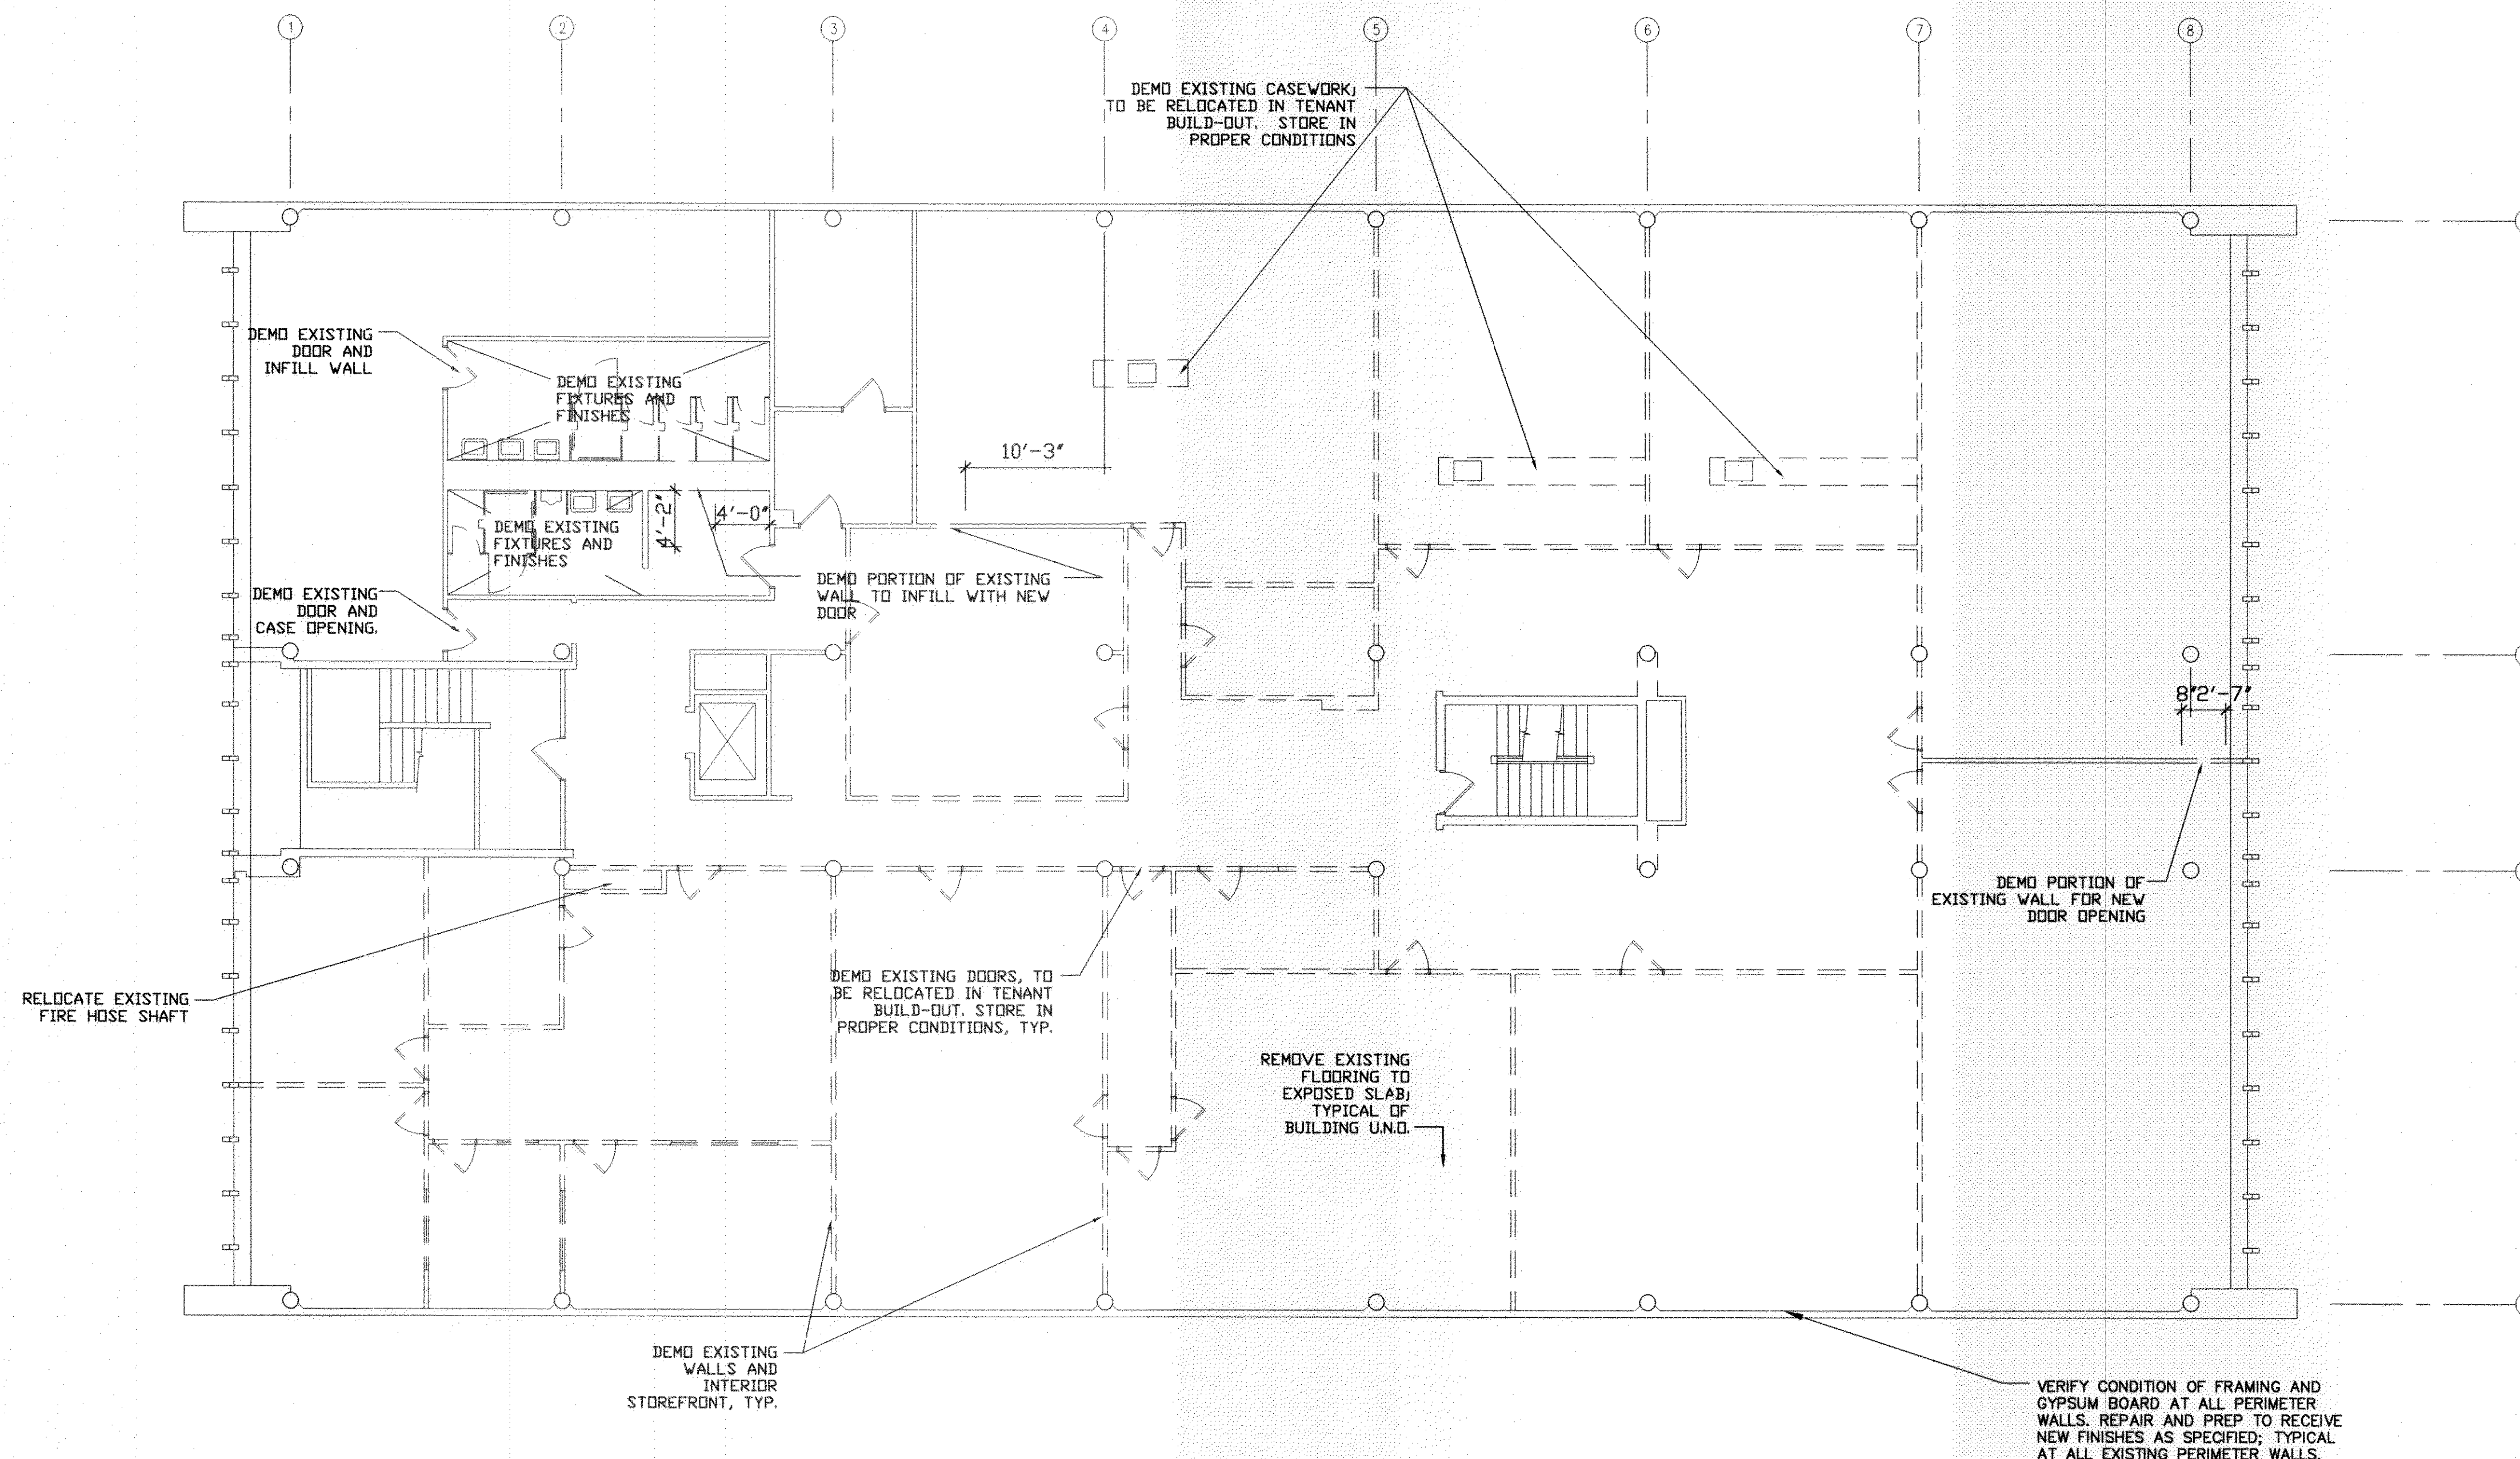 1
2
3
4
5
6
7
8
DEMO EXISTING CASEWORK;
TO BE RELOCATED IN TENANT
BUILD-OUT. STORE IN
PROPER CONDITIONS
DEMO EXISTING
DOOR AND
INFILL WALL
DEMO EXISTING
FIXTURES AND
FINISHES
10'-3"
4'-2"
4'-0"
DEMO EXISTING
FIXTURES AND
FINISHES
DEMO PORTION OF EXISTING
WALL TO INFILL WITH NEW
DOOR
DEMO EXISTING
DOOR AND
CASE OPENING.
8"
2'-7"
DEMO PORTION OF
EXISTING WALL FOR NEW
DOOR OPENING
RELOCATE EXISTING
FIRE HOSE SHAFT
DEMO EXISTING DOORS, TO
BE RELOCATED IN TENANT
BUILD-OUT. STORE IN
PROPER CONDITIONS, TYP.
REMOVE EXISTING
FLOORING TO
EXPOSED SLAB;
TYPICAL OF
BUILDING U.N.O.
DEMO EXISTING
WALLS AND
INTERIOR
STOREFRONT, TYP.
VERIFY CONDITION OF FRAMING AND
GYPSUM BOARD AT ALL PERIMETER
WALLS. REPAIR AND PREP TO RECEIVE
NEW FINISHES AS SPECIFIED; TYPICAL
AT ALL EXISTING PERIMETER WALLS.